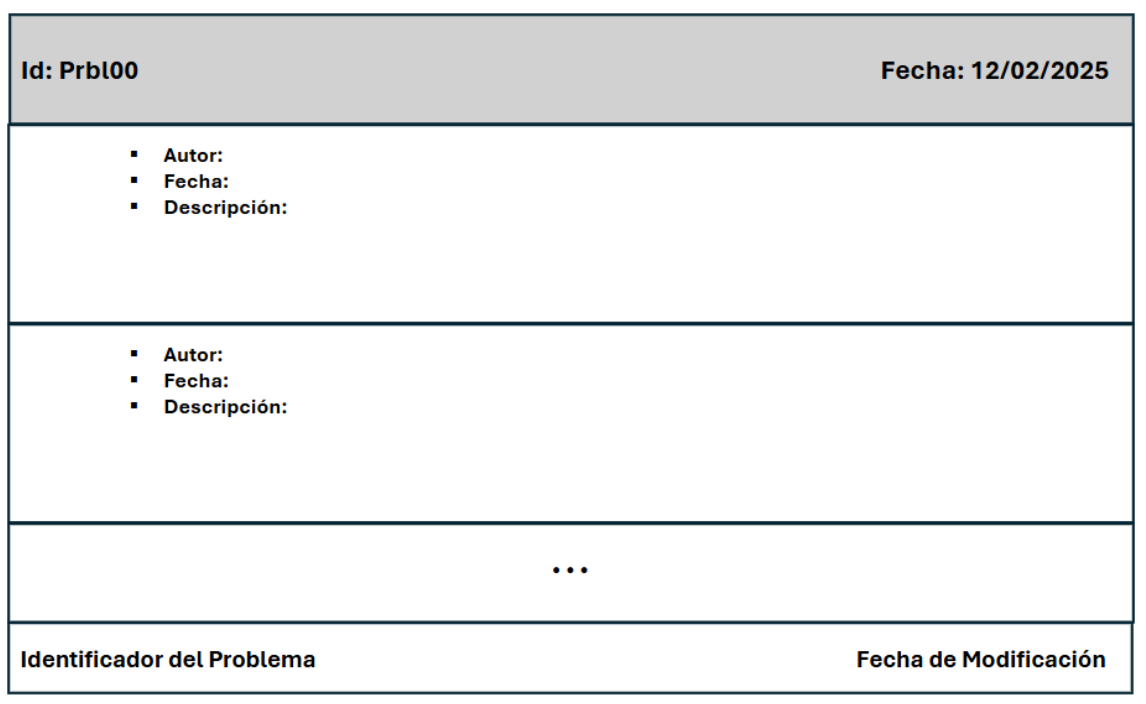 Id: Prbl00 Fecha: 12/02/2025
▪ Autor:
▪ Fecha:
▪ Descripción:
▪ Autor:
▪ Fecha:
▪ Descripción:
...
Identificador del Problema Fecha de Modificación